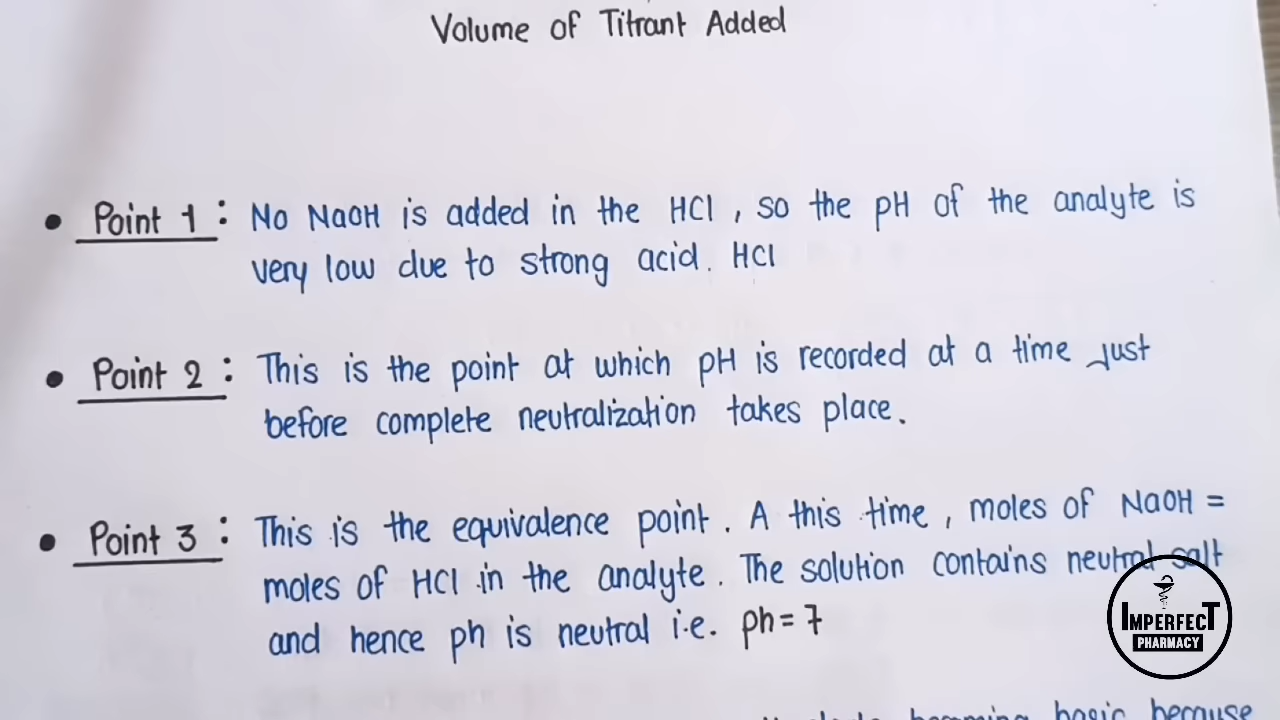 Volume of Titrant Added
• Point 1 : No NaOH is added in the HCl, so the pH of the analyte is
very low due to strong acid. HCl
• Point 2 : This is the point at which pH is recorded at a time just
before complete neutralization takes place.
• Point 3 : This is the equivalence point. A this time, moles of NaOH =
moles of HCl in the analyte. The solution contains neutral salt
and hence ph is neutral i.e. ph = 7
IMPERFECT
PHARMACY
becoming basic because